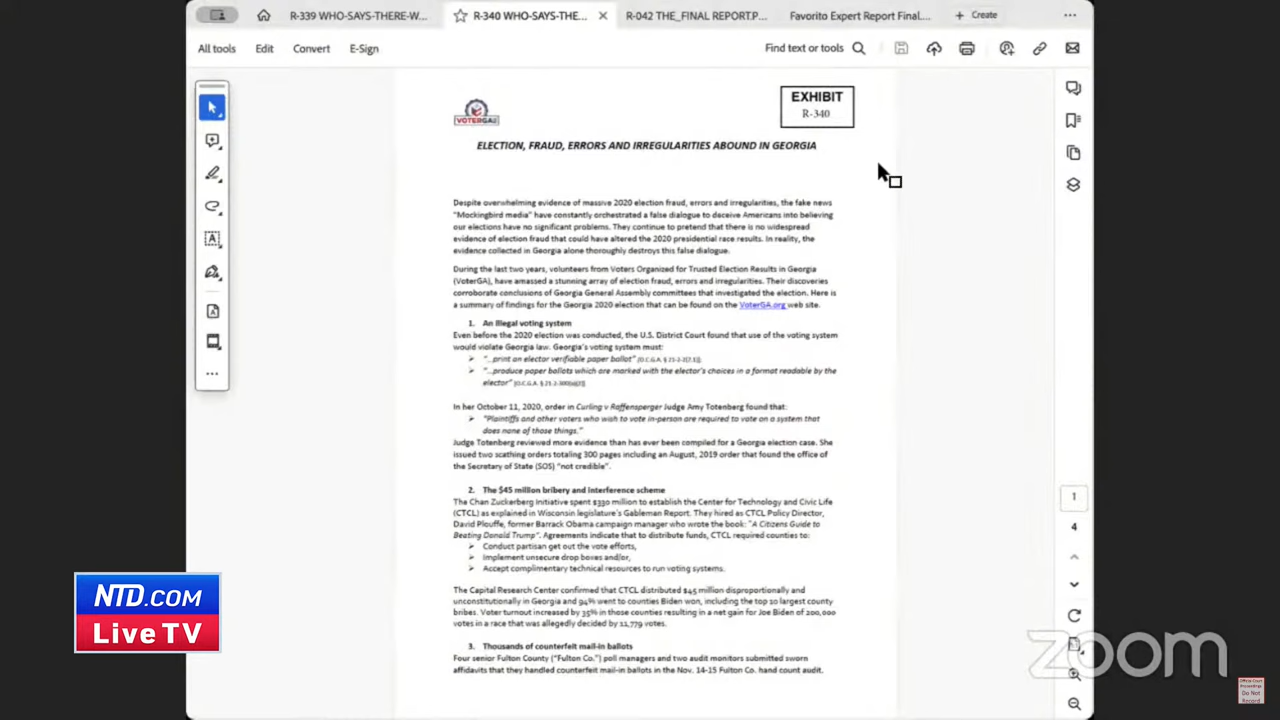 R-339 WHO-SAYS-THERE-W... R-340 WHO-SAYS-THE... R-042 THE_FINAL REPORT.P... Favorito Expert Report Final.... + Create
All tools Edit Convert E-Sign Find text or tools
EXHIBIT
R-340
VOTERGA
ELECTION, FRAUD, ERRORS AND IRREGULARITIES ABOUND IN GEORGIA
Despite overwhelming evidence of massive 2020 election fraud, errors and irregularities, the fake news
"Mockingbird media" have constantly orchestrated a false dialogue to deceive Americans into believing
our elections have no significant problems. They continue to pretend that there is no widespread
evidence of election fraud that could have altered the 2020 presidential race results. In reality, the
evidence collected in Georgia alone thoroughly destroys this false dialogue.
During the last two years, volunteers from Voters Organized for Trusted Election Results in Georgia
(VoterGA), have amassed a stunning array of election fraud, errors and irregularities. Their discoveries
corroborate conclusions of Georgia General Assembly committees that investigated the election. Here is
a summary of findings for the Georgia 2020 election that can be found on the VoterGA.org web site.
1. An Illegal voting system
Even before the 2020 election was conducted, the U.S. District Court found that use of the voting system
would violate Georgia law. Georgia's voting system must:
➢ "...print an elector verifiable paper ballot" (O.C.G.A. § 21-2-2(7.1)).
➢ "...produce paper ballots which are marked with the elector's choices in a format readable by the
elector" (O.C.G.A. § 21-2-300(a)(2)).
In her October 11, 2020, order in Curling v Raffensperger Judge Amy Totenberg found that:
➢ "Plaintiffs and other voters who wish to vote in-person are required to vote on a system that
does none of those things."
Judge Totenberg reviewed more evidence than has ever been compiled for a Georgia election case. She
issued two scathing orders totaling 300 pages including an August, 2019 order that found the office of
the Secretary of State (SOS) "not credible".
2. The $45 million bribery and Interference scheme
The Chan Zuckerberg Initiative spent $330 million to establish the Center for Technology and Civic Life
(CTCL) as explained in Wisconsin legislature's Gableman Report. They hired as CTCL Policy Director,
David Plouffe, former Barrack Obama campaign manager who wrote the book: "A Citizens Guide to
Beating Donald Trump". Agreements indicate that to distribute funds, CTCL required counties to:
➢ Conduct partisan get out the vote efforts,
➢ Implement unsecure drop boxes and/or,
➢ Accept complimentary technical resources to run voting systems.
The Capital Research Center confirmed that CTCL distributed $45 million disproportionally and
unconstitutionally in Georgia and 94% went to counties Biden won, including the top 10 largest county
bribes. Voter turnout increased by 35% in those counties resulting in a net gain for Joe Biden of 200,000
votes in a race that was allegedly decided by 11,779 votes.
3. Thousands of counterfeit mail-in ballots
Four senior Fulton County ("Fulton Co.") poll managers and two audit monitors submitted sworn
affidavits that they handled counterfeit mail-in ballots in the Nov. 14-15 Fulton Co. hand count audit.
1
4
NTD.COM
Live TV
zoom
Official Court
Proceedings
Do Not
Record